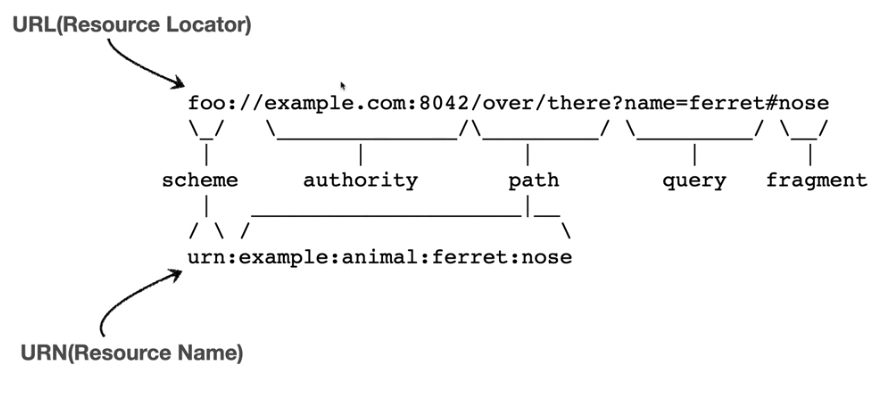 URL(Resource Locator)
foo://example.com:8042/over/there?name=ferret#nose
scheme authority path query fragment
urn:example:animal:ferret:nose
URN(Resource Name)